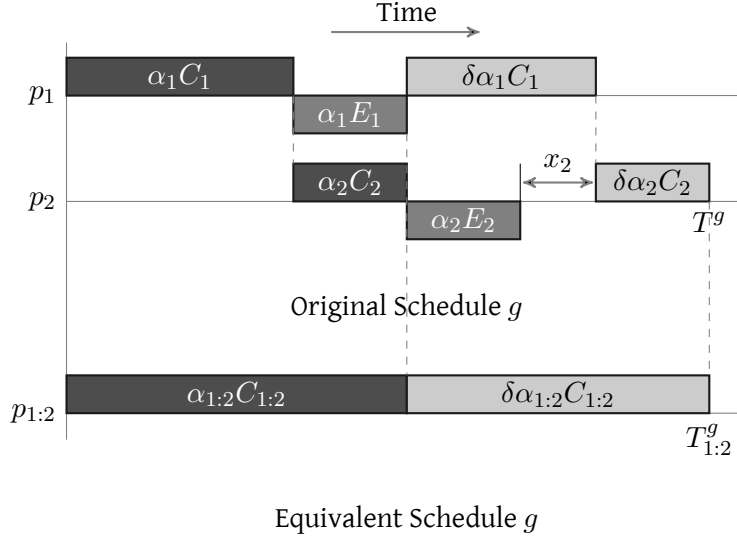 Time
p₁ α₁C₁ δα₁C₁
α₁E₁
x₂
p₂ α₂C₂ δα₂C₂
α₂E₂ Tᵍ
Original Schedule g
p₁:₂ α₁:₂C₁:₂ δα₁:₂C₁:₂
Tᵍ₁:₂
Equivalent Schedule g